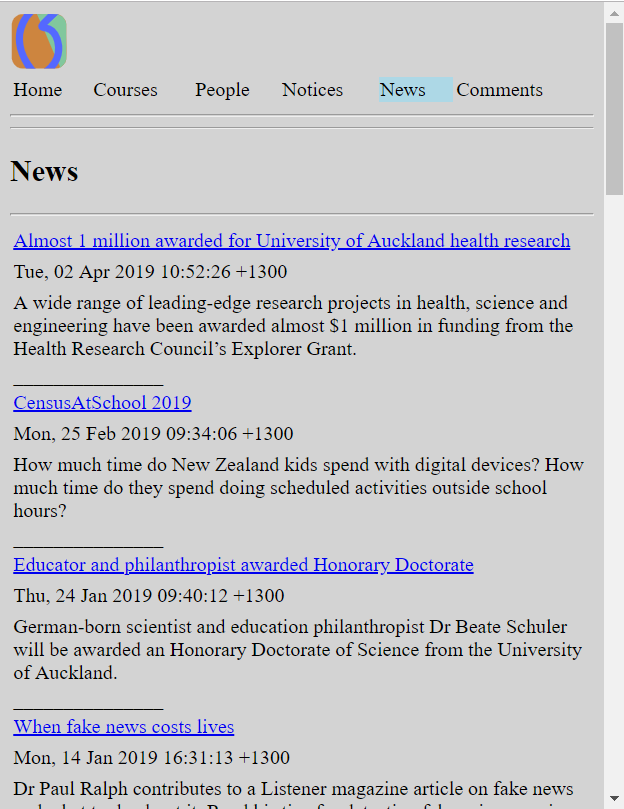 Home Courses People Notices News Comments
News
Almost 1 million awarded for University of Auckland health research
Tue, 02 Apr 2019 10:52:26 +1300
A wide range of leading-edge research projects in health, science and
engineering have been awarded almost $1 million in funding from the
Health Research Council’s Explorer Grant.
_______________
CensusAtSchool 2019
Mon, 25 Feb 2019 09:34:06 +1300
How much time do New Zealand kids spend with digital devices? How
much time do they spend doing scheduled activities outside school
hours?
_______________
Educator and philanthropist awarded Honorary Doctorate
Thu, 24 Jan 2019 09:40:12 +1300
German-born scientist and education philanthropist Dr Beate Schuler
will be awarded an Honorary Doctorate of Science from the University
of Auckland.
_______________
When fake news costs lives
Mon, 14 Jan 2019 16:31:13 +1300
Dr Paul Ralph contributes to a Listener magazine article on fake news